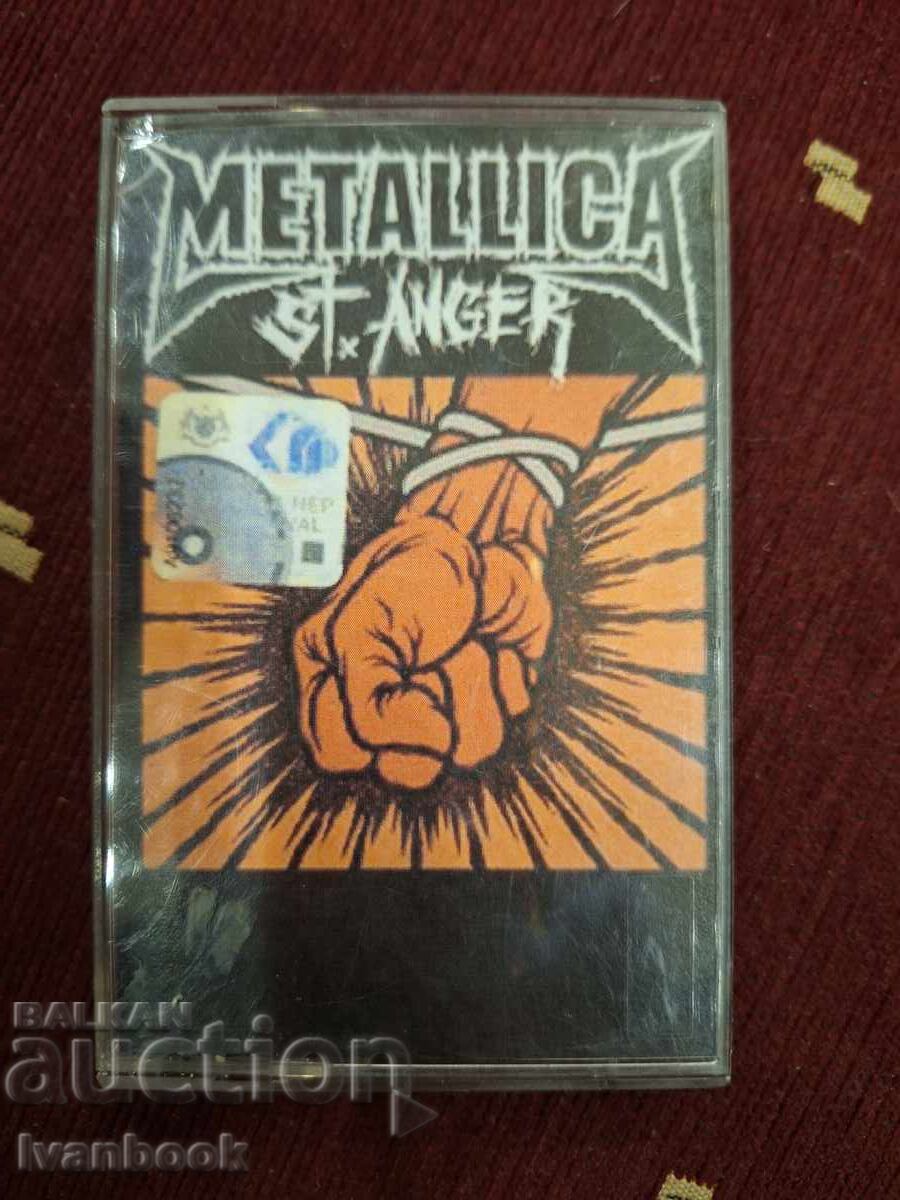 METALLICA
ST. ANGER
BALKAN
auction
Ivanbook